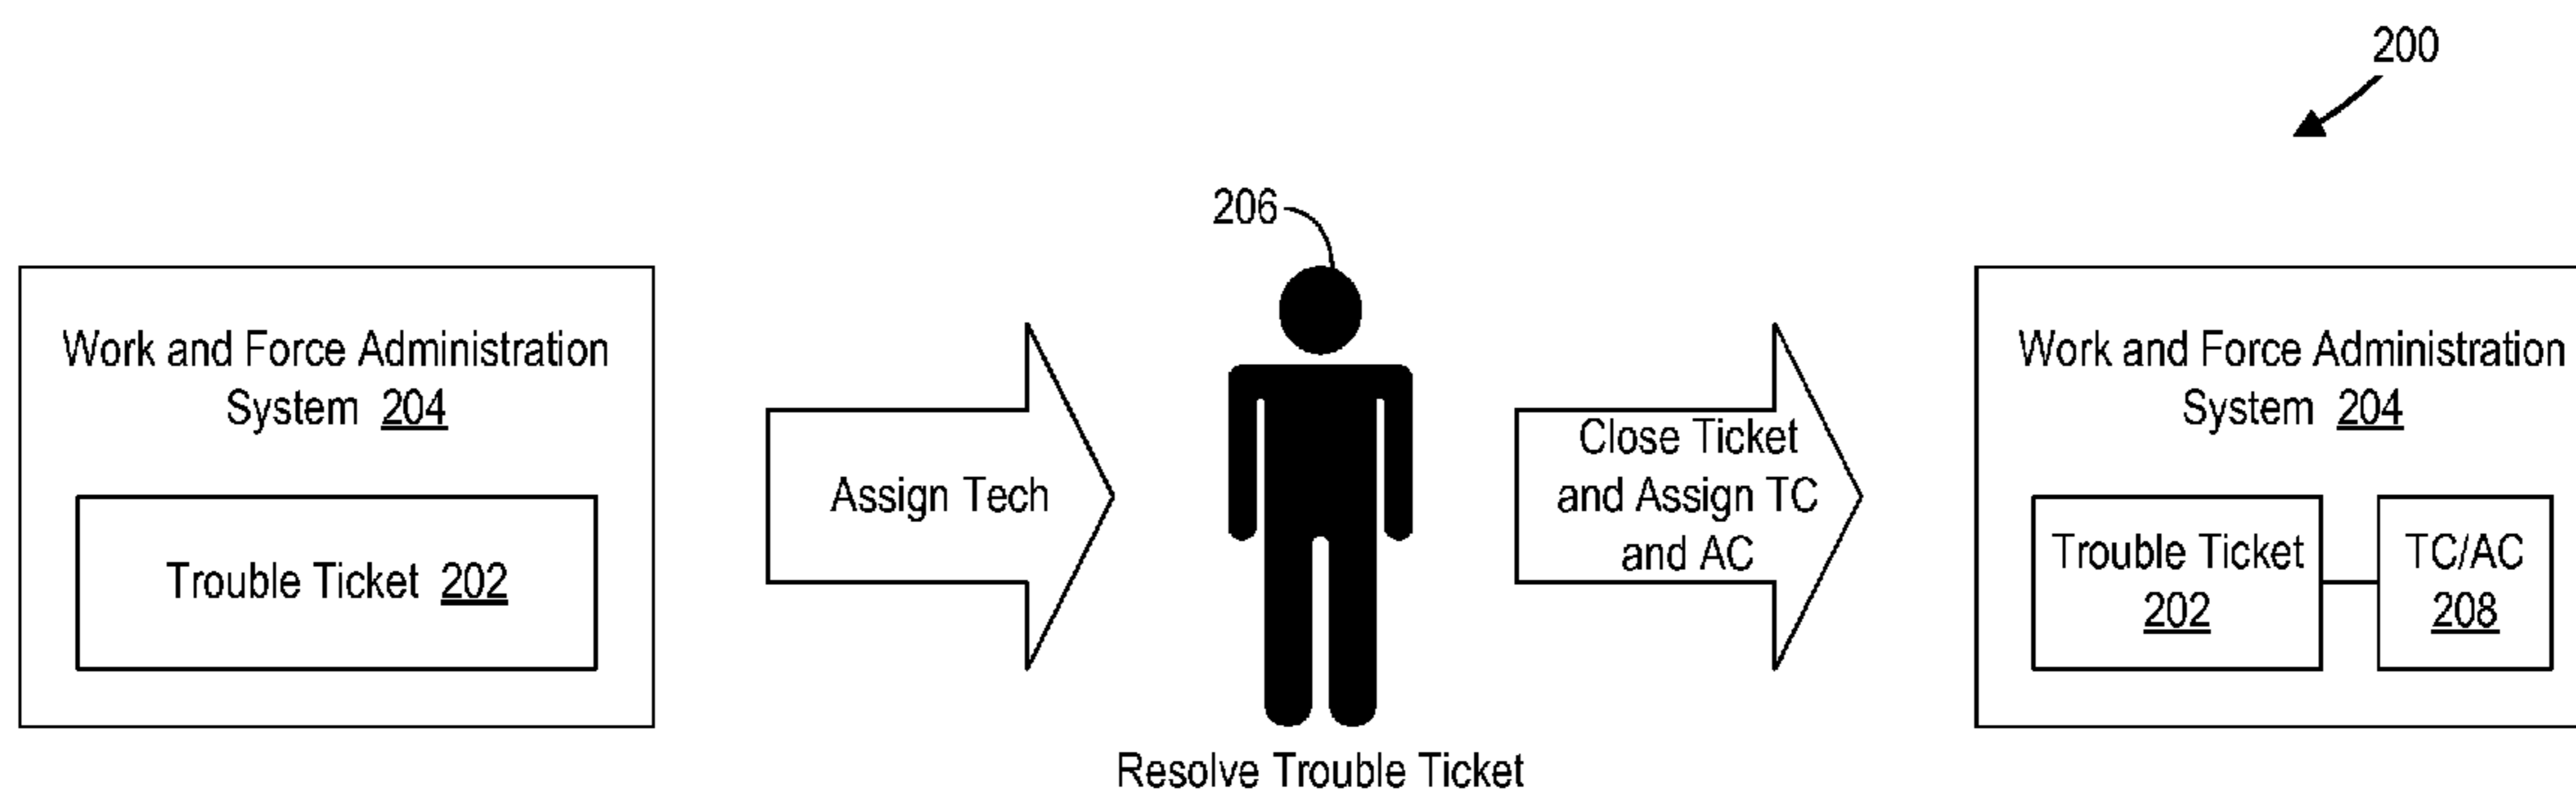 200
206
Work and Force Administration
System 204
Trouble Ticket 202
Assign Tech
Resolve Trouble Ticket
Close Ticket
and Assign TC
and AC
Work and Force Administration
System 204
Trouble Ticket
202
TC/AC
208